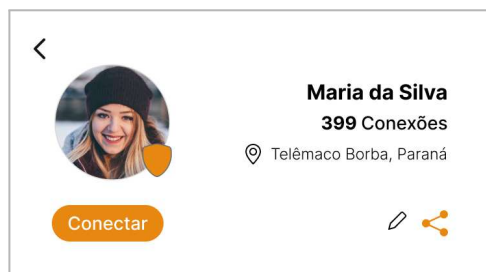 Maria da Silva
399 Conexões
Telêmaco Borba, Paraná
Conectar